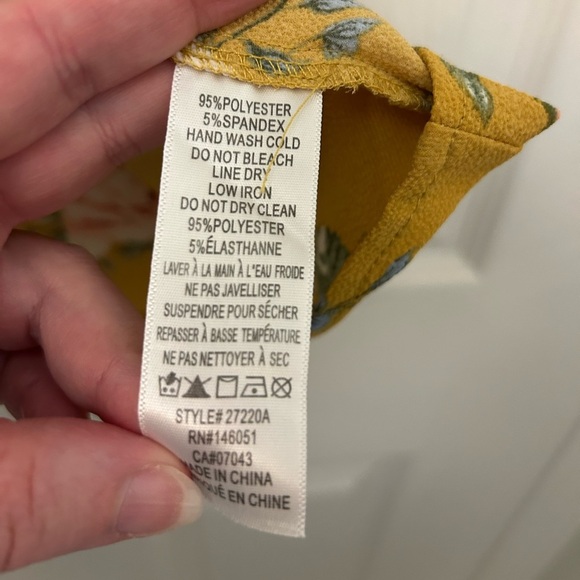 95%POLYESTER
5%SPANDEX
HAND WASH COLD
DO NOT BLEACH
LINE DRY
LOW IRON
DO NOT DRY CLEAN
95%POLYESTER
5%ÉLASTHANNE
LAVER À LA MAIN À L'EAU FROIDE
NE PAS JAVELLISER
SUSPENDRE POUR SÉCHER
REPASSER À BASSE TEMPÉRATURE
NE PAS NETTOYER À SEC
STYLE# 27220A
RN#146051
CA#07043
ADE IN CHINA
QUÉ EN CHINE